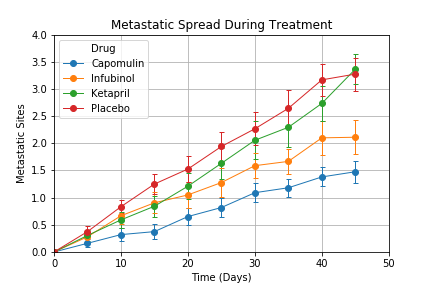 Metastatic Spread During Treatment
4.0
3.5
3.0
2.5
2.0
1.5
1.0
0.5
0.0
Metastatic Sites
Drug
Capomulin
Infubinol
Ketapril
Placebo
0 10 20 30 40 50
Time (Days)